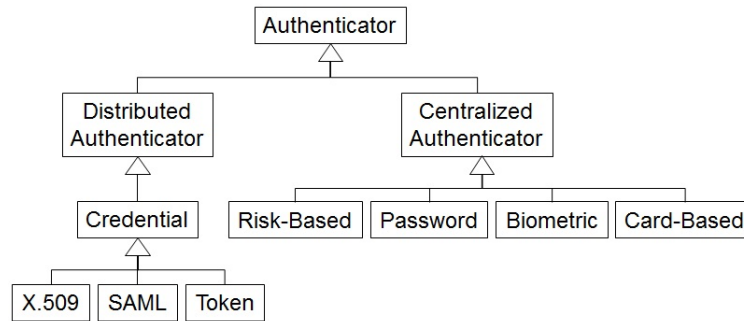 Authenticator
Distributed
Authenticator
Centralized
Authenticator
Credential
Risk-Based
Password
Biometric
Card-Based
X.509
SAML
Token